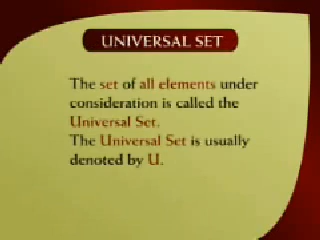 UNIVERSAL SET
The set of all elements under
consideration is called the
Universal Set.
The Universal Set is usually
denoted by U.